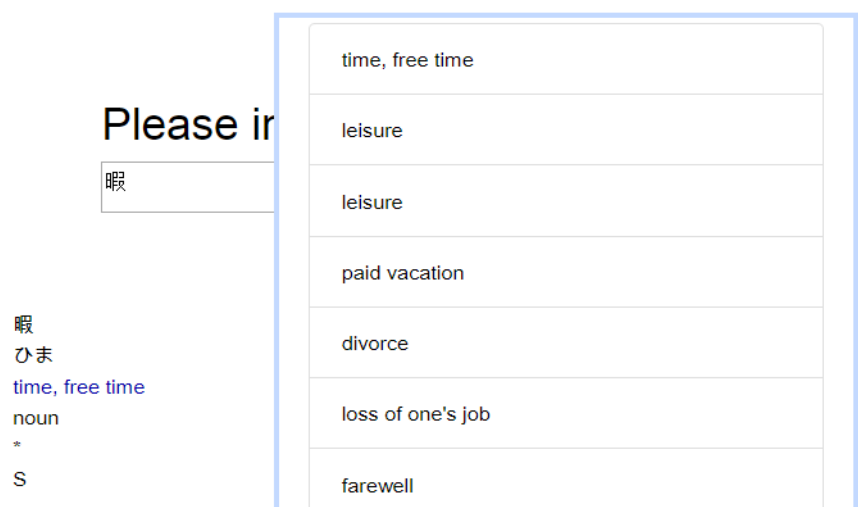 Please in
暇
暇
ひま
time, free time
noun
*
S
time, free time
leisure
leisure
paid vacation
divorce
loss of one's job
farewell